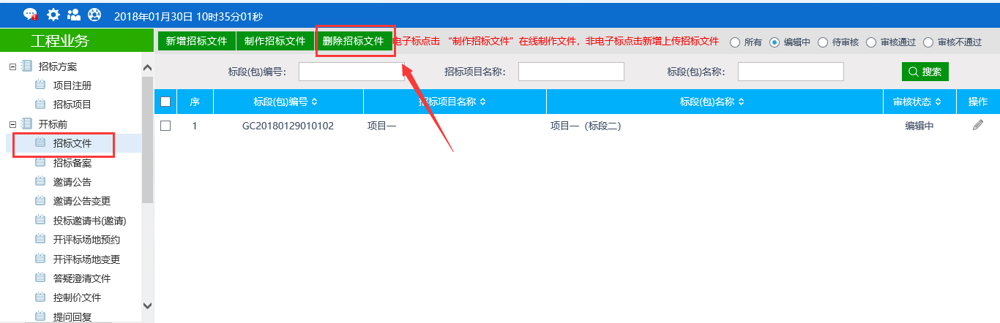 2018年01月30日 10时35分01秒
工程业务
新增招标文件 制作招标文件 删除招标文件 电子标点击 “制作招标文件”在线制作文件，非电子标点击新增上传招标文件 所有 编辑中 待审核 审核通过 审核不通过
标段(包)编号： 招标项目名称： 标段(包)名称： 搜索
序 标段(包)编号 招标项目名称 标段(包)名称 审核状态 操作
1 GC20180129010102 项目一 项目一（标段二） 编辑中
招标方案
项目注册
招标项目
开标前
招标文件
招标备案
邀请公告
邀请公告变更
投标邀请书(邀请)
开评标场地预约
开评标场地变更
答疑澄清文件
控制价文件
提问回复